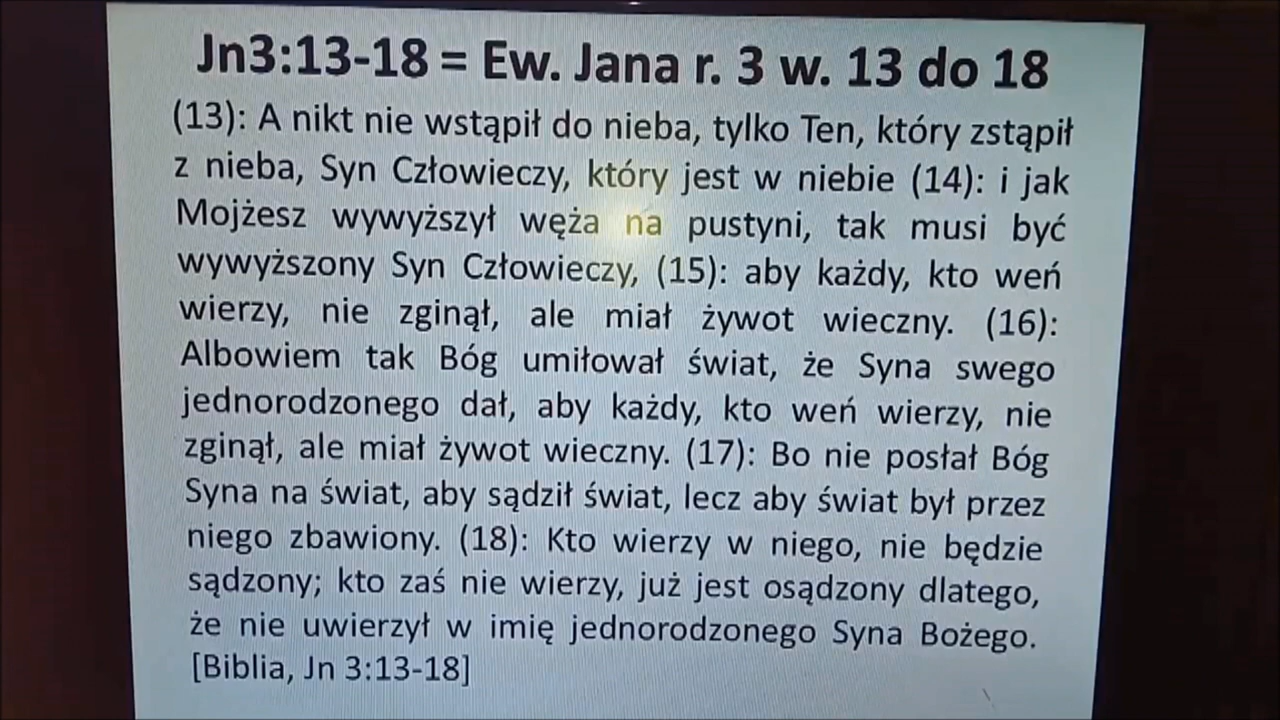 Jn3:13-18 = Ew. Jana r. 3 w. 13 do 18
(13): A nikt nie wstąpił do nieba, tylko Ten, który zstąpił
z nieba, Syn Człowieczy, który jest w niebie (14): i jak
Mojżesz wywyższył węża na pustyni, tak musi być
wywyższony Syn Człowieczy, (15): aby każdy, kto weń
wierzy, nie zginął, ale miał żywot wieczny. (16):
Albowiem tak Bóg umiłował świat, że Syna swego
jednorodzonego dał, aby każdy, kto weń wierzy, nie
zginął, ale miał żywot wieczny. (17): Bo nie posłał Bóg
Syna na świat, aby sądził świat, lecz aby świat był przez
niego zbawiony. (18): Kto wierzy w niego, nie będzie
sądzony; kto zaś nie wierzy, już jest osądzony dlatego,
że nie uwierzył w imię jednorodzonego Syna Bożego.
[Biblia, Jn 3:13-18]